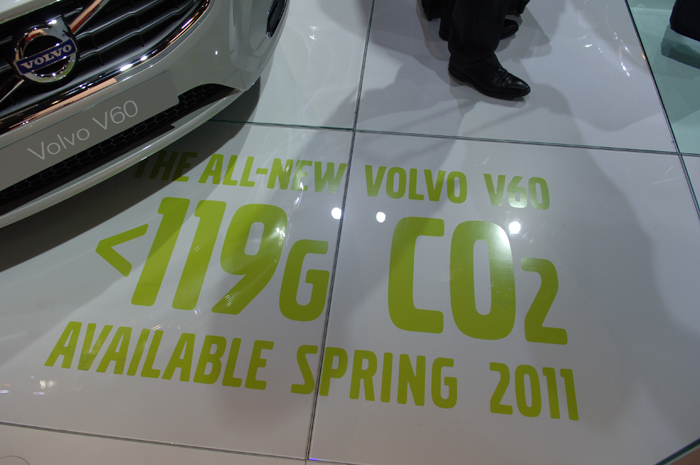 VOLVO
Volvo V60
THE ALL-NEW VOLVO V60
<119G CO2
AVAILABLE SPRING 2011